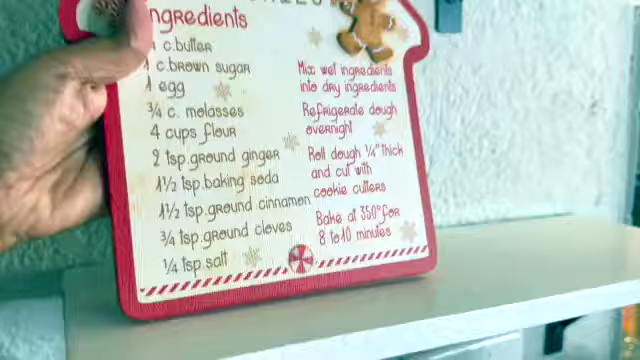 Ingredients
c.butter
c.brown sugar
1 egg
¾ c. molasses
4 cups flour
2 tsp.ground ginger
1½ tsp.baking soda
1½ tsp.ground cinnamon
¾ tsp.ground cloves
¼ tsp.salt
Mix wet ingredients
into dry ingredients
Refrigerate dough
overnight
Roll dough ¼" thick
and cut with
cookie cutters
Bake at 350° for
8 to 10 minutes